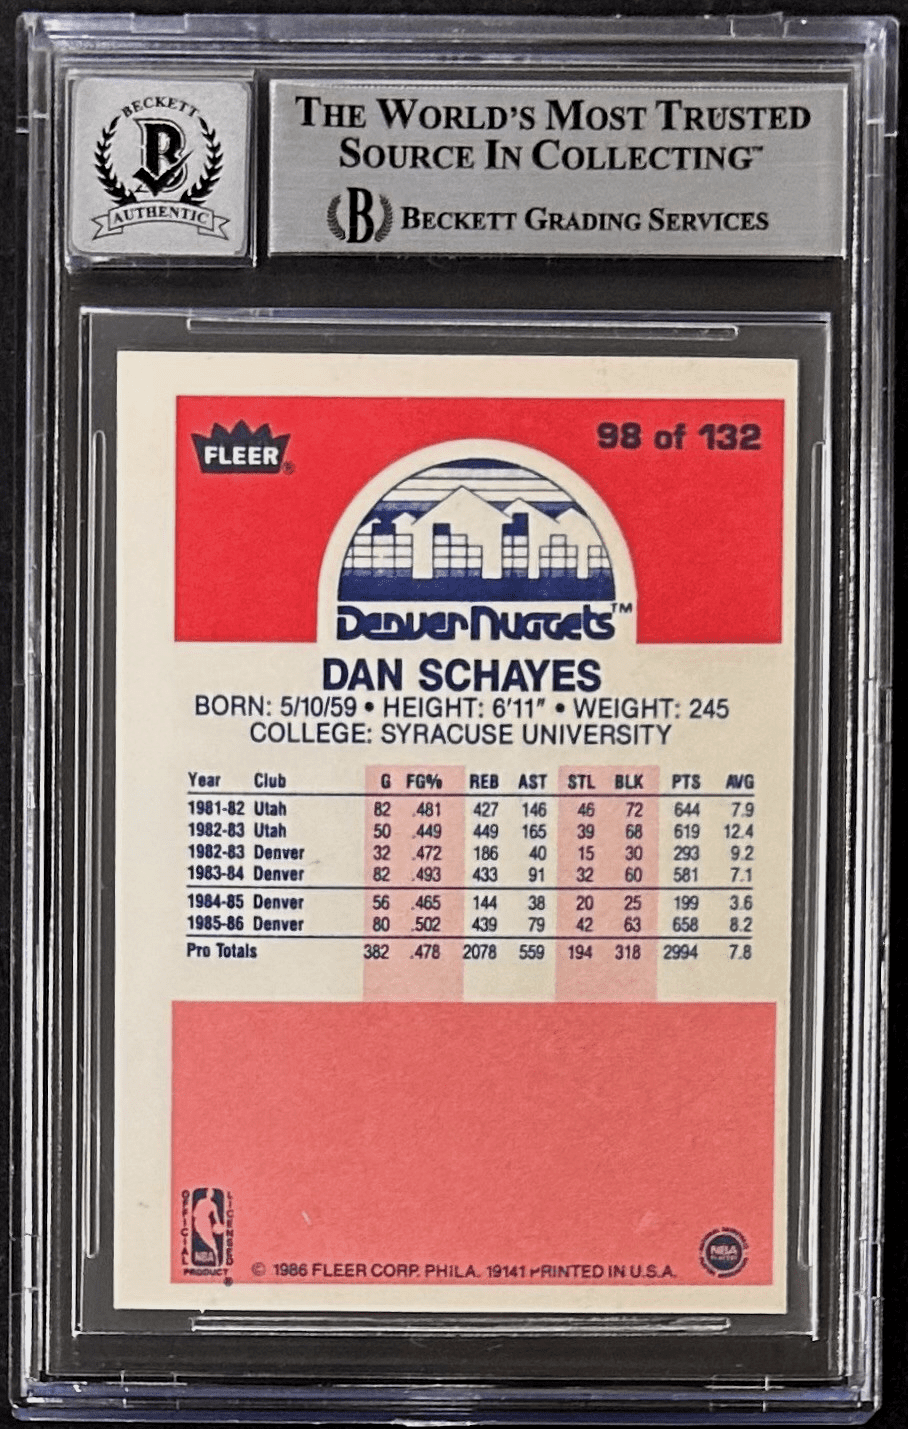 BECKETT
B
AUTHENTIC
THE WORLD'S MOST TRUSTED
SOURCE IN COLLECTING™
B BECKETT GRADING SERVICES
FLEER®
98 of 132
Denver Nuggets™
DAN SCHAYES
BORN: 5/10/59 • HEIGHT: 6'11" • WEIGHT: 245
COLLEGE: SYRACUSE UNIVERSITY
Year Club G FG% REB AST STL BLK PTS AVG
1981-82 Utah 82 .481 427 146 46 72 644 7.9
1982-83 Utah 50 .449 449 165 39 68 619 12.4
1982-83 Denver 32 .472 186 40 15 30 293 9.2
1983-84 Denver 82 .493 433 91 32 60 581 7.1
1984-85 Denver 56 .465 144 38 20 25 199 3.6
1985-86 Denver 80 .502 439 79 42 63 658 8.2
Pro Totals 382 .478 2078 559 194 318 2994 7.8
OFFICIAL
LICENSED
NBA
PRODUCT
®
© 1986 FLEER CORP. PHILA. 19141 PRINTED IN U.S.A.
NBA